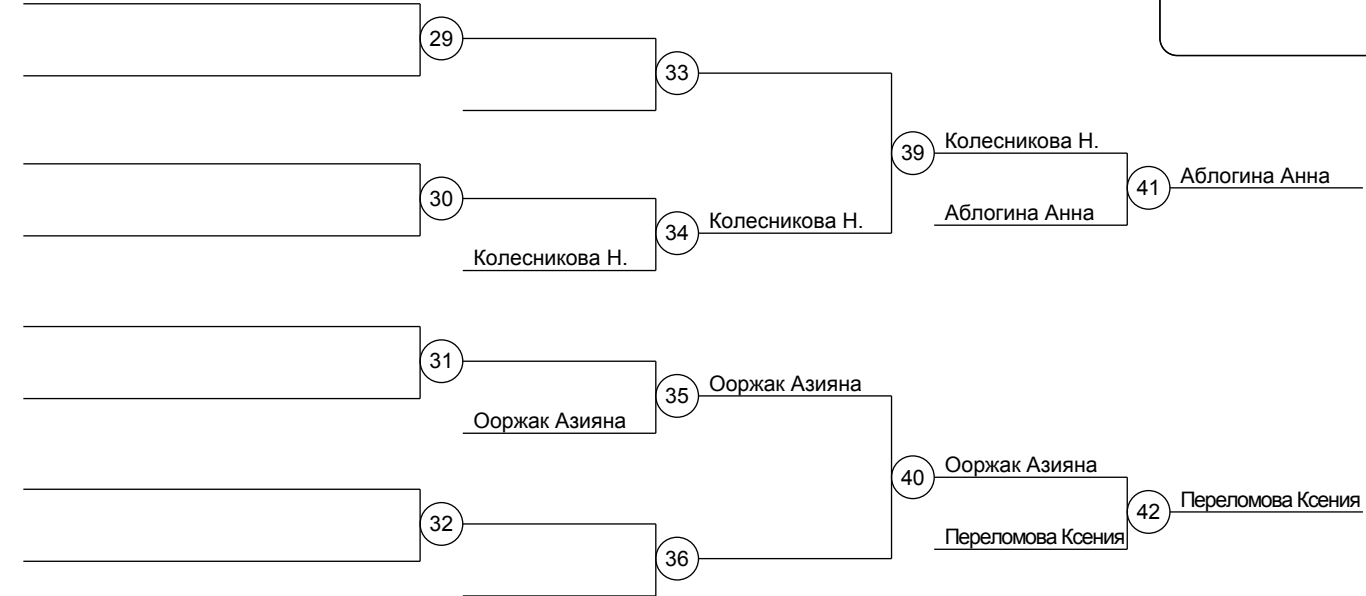 29
33
39
Колесникова Н.
41
Аблогина Анна
30
Аблогина Анна
34
Колесникова Н.
Колесникова Н.
31
35
Ооржак Азияна
Ооржак Азияна
40
Ооржак Азияна
42
Переломова Ксения
32
Переломова Ксения
36